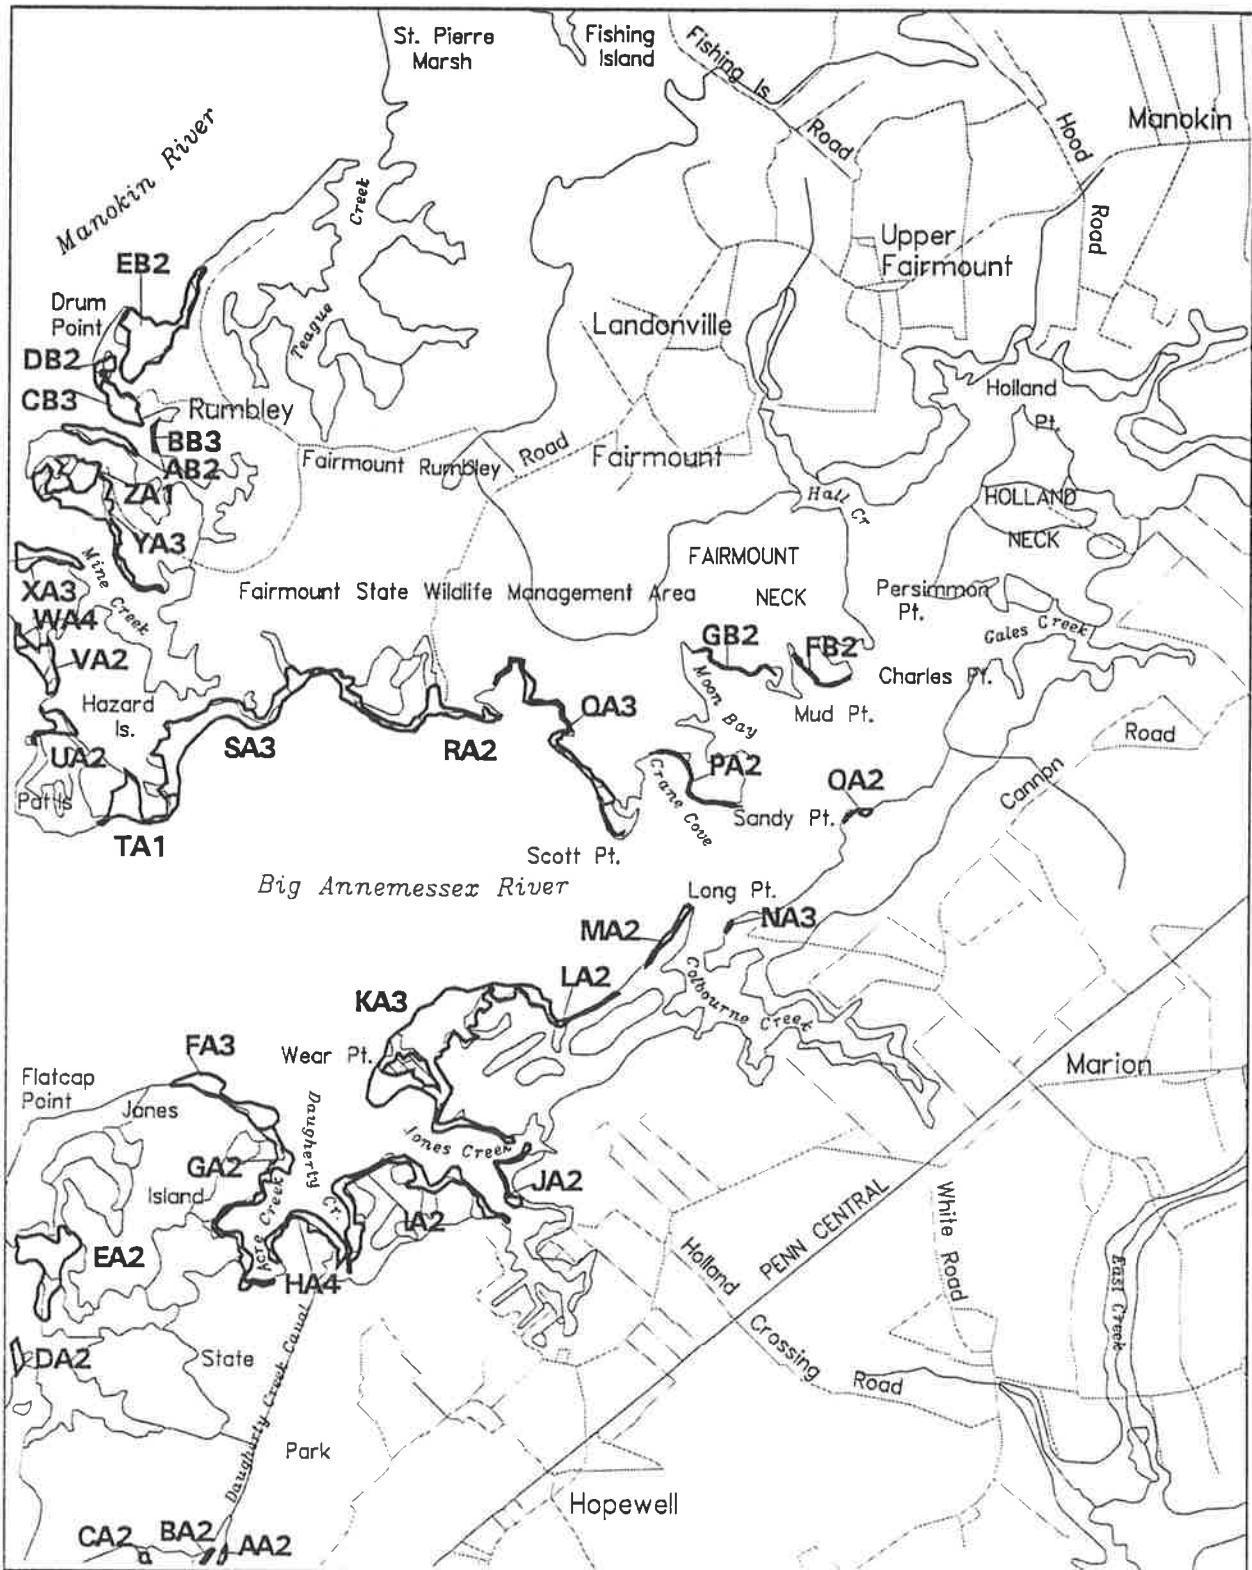 St. Pierre
Marsh
Fishing
Island
Fishing Is.
Road
Hood
Road
Manokin
Manokin River
Creek
Teague
Upper
Fairmount
EB2
Drum
Point
DB2
CB3
Rumbley
BB3
AB2
ZA1
YA3
Landonville
Fairmount Rumbley Road
Fairmount
Holland
Pt.
HOLLAND
NECK
Hall Cr
FAIRMOUNT
NECK
XA3
WA4
VA2
Mine Creek
Fairmount State Wildlife Management Area
Persimmon
Pt.
Gales Creek
GB2
FB2
Charles Pt.
Moon Bay
Mud Pt.
Hazard
Is.
UA2
Pat Is
TA1
SA3
RA2
QA3
PA2
Crane Cove
Sandy Pt.
OA2
Cannon
Road
Scott Pt.
Big Annemessex River
Long Pt.
NA3
MA2
LA2
KA3
Colbourne Creek
Marion
FA3
Wear Pt.
Flatcap
Point
Janes
Island
GA2
Daugherty Cr.
Jones Creek
JA2
IA2
Acre Creek
HA4
EA2
DA2
State
Park
Daugherty Creek Canal
PENN CENTRAL
White Road
East Creek
Holland
Crossing
Road
Hopewell
CA2
BA2
AA2